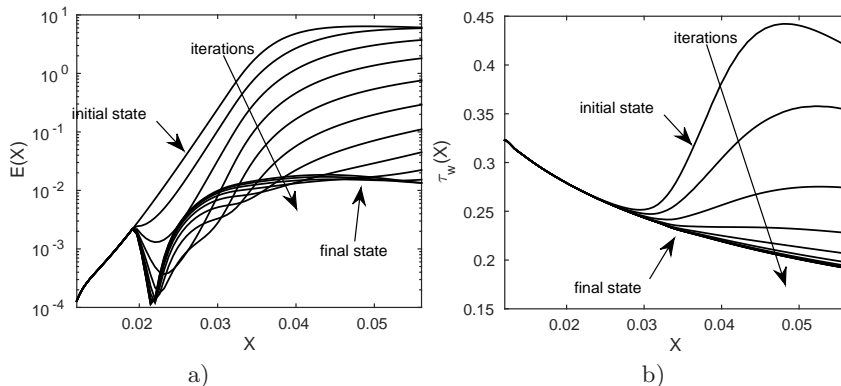 10^1
10^0
10^-1
10^-2
10^-3
10^-4
E(X)
initial state
iterations
final state
0.02
0.03
0.04
0.05
X
a)
0.45
0.4
0.35
0.3
0.25
0.2
0.15
τ_w(X)
iterations
initial state
final state
0.02
0.03
0.04
0.05
X
b)